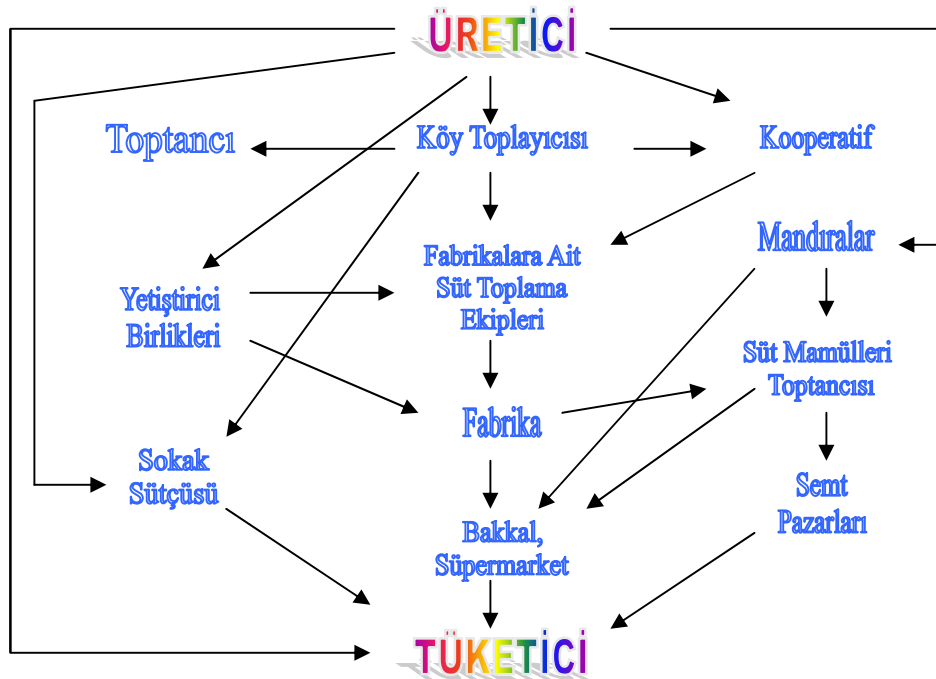 ÜRETİCİ
Toptancı
Köy Toplayıcısı
Kooperatif
Mandıralar
Fabrikalara Ait
Süt Toplama
Ekipleri
Yetiştirici
Birlikleri
Süt Mamülleri
Toptancısı
Fabrika
Sokak
Sütçüsü
Semt
Pazarları
Bakkal,
Süpermarket
TÜKETİCİ